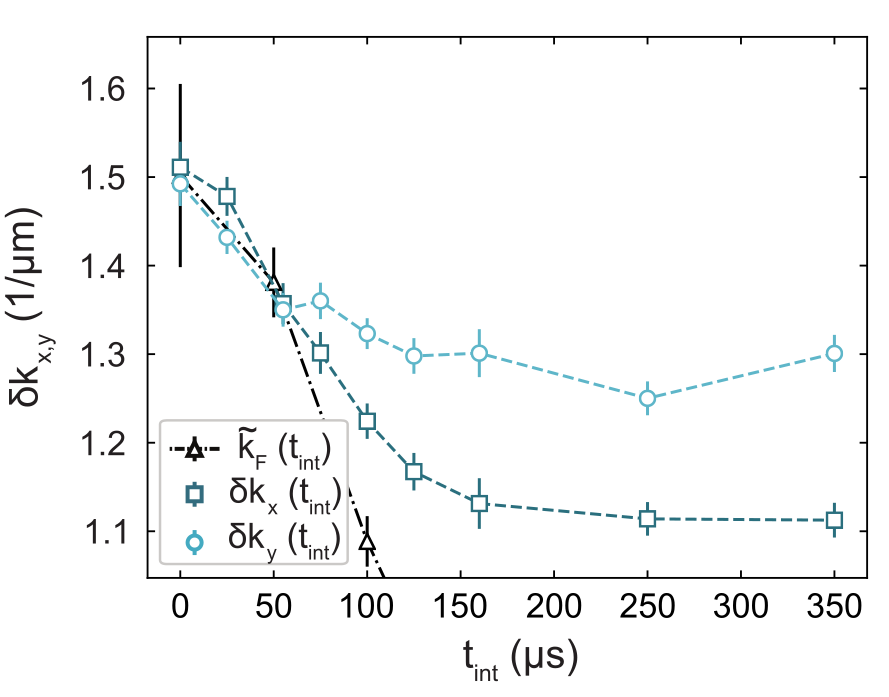 1.6
1.5
1.4
1.3
1.2
1.1
δk_x,y (1/μm)
k̃_F (t_int)
δk_x (t_int)
δk_y (t_int)
0 50 100 150 200 250 300 350
t_int (μs)